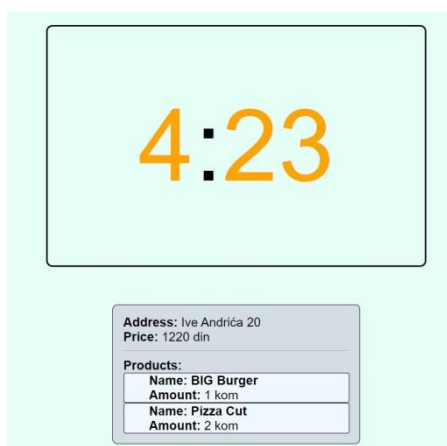 4:23
Address: Ive Andrića 20
Price: 1220 din
Products:
Name: BIG Burger
Amount: 1 kom
Name: Pizza Cut
Amount: 2 kom